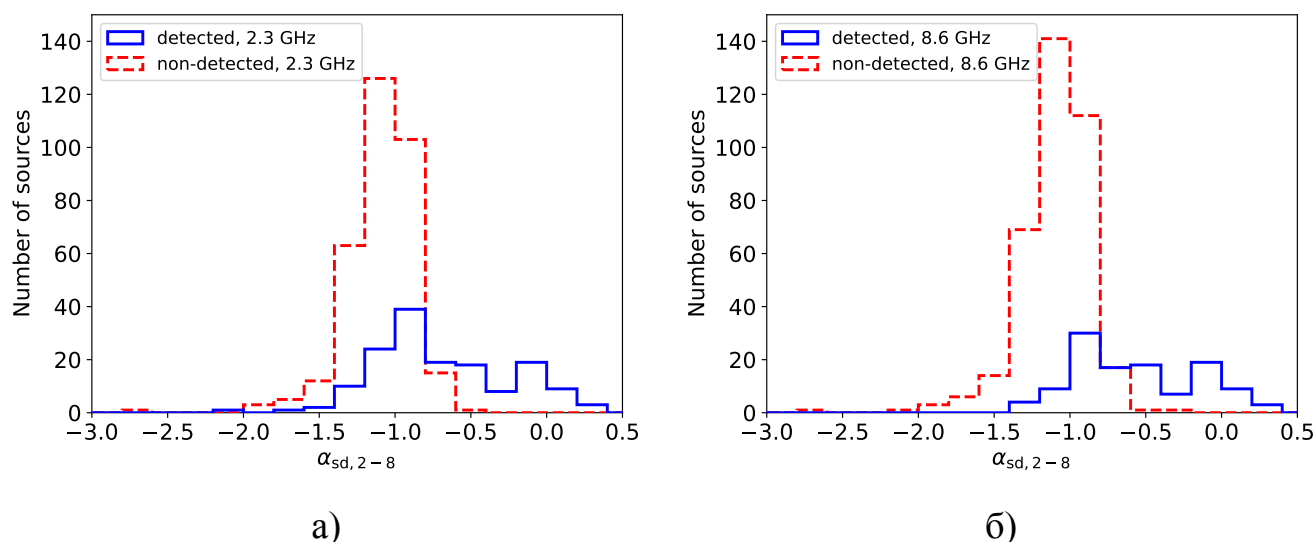 detected, 2.3 GHz
non-detected, 2.3 GHz
Number of sources
140
120
100
80
60
40
20
0
−3.0 −2.5 −2.0 −1.5 −1.0 −0.5 0.0 0.5
α_sd, 2−8
а)
detected, 8.6 GHz
non-detected, 8.6 GHz
Number of sources
140
120
100
80
60
40
20
0
−3.0 −2.5 −2.0 −1.5 −1.0 −0.5 0.0 0.5
α_sd, 2−8
б)